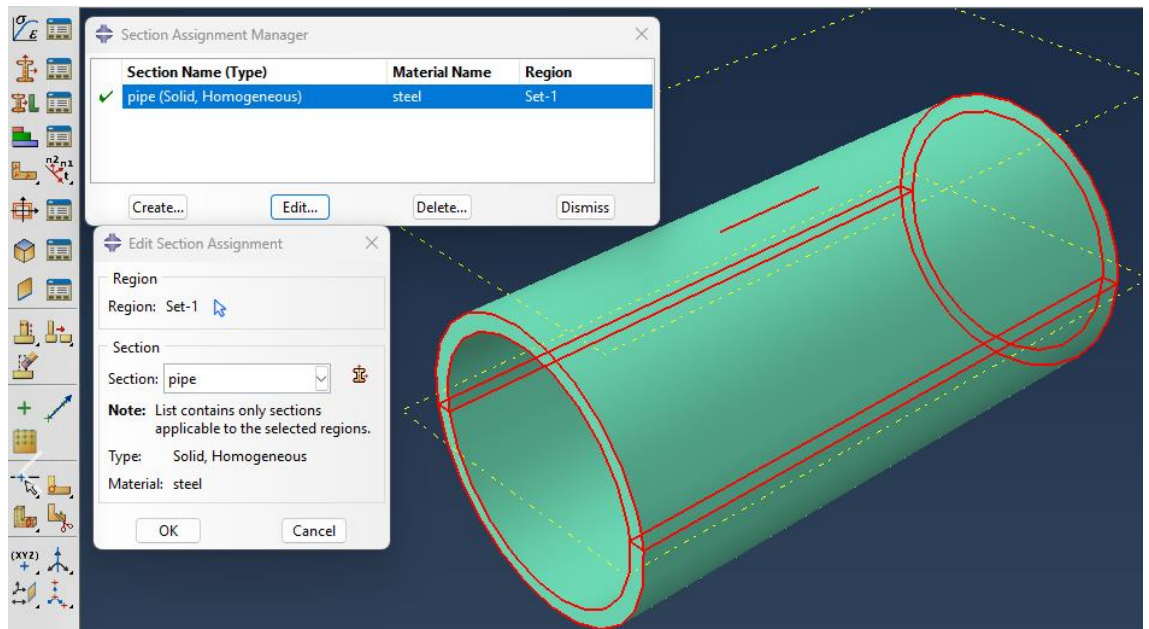 σ
ε
Section Assignment Manager
Section Name (Type) Material Name Region
pipe (Solid, Homogeneous) steel Set-1
n2 n1
t
Create... Edit... Delete... Dismiss
Edit Section Assignment
Region
Region: Set-1
Section
Section: pipe
Note: List contains only sections
applicable to the selected regions.
Type: Solid, Homogeneous
Material: steel
OK Cancel
(XYZ)